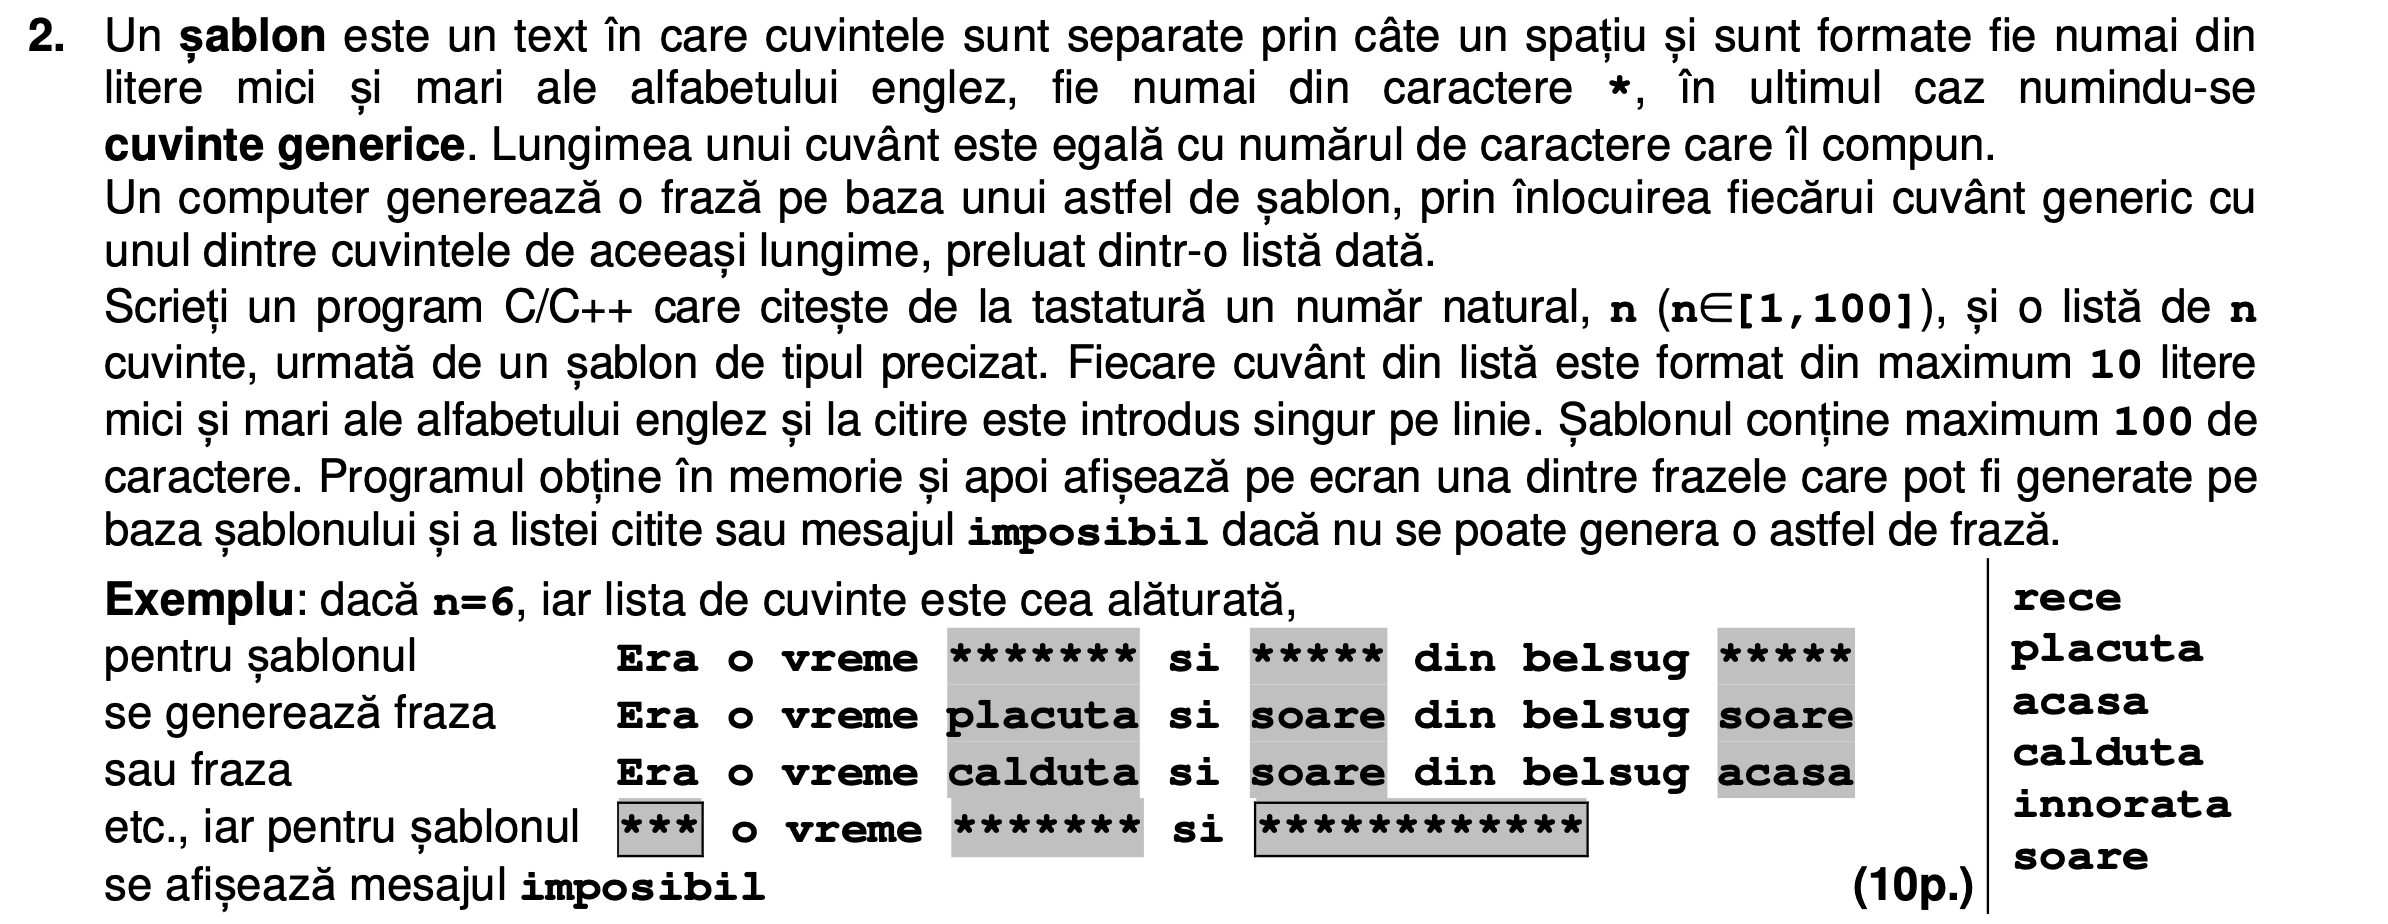 2. Un șablon este un text în care cuvintele sunt separate prin câte un spațiu și sunt formate fie numai din
litere mici și mari ale alfabetului englez, fie numai din caractere *, în ultimul caz numindu-se
cuvinte generice. Lungimea unui cuvânt este egală cu numărul de caractere care îl compun.
Un computer generează o frază pe baza unui astfel de șablon, prin înlocuirea fiecărui cuvânt generic cu
unul dintre cuvintele de aceeași lungime, preluat dintr-o listă dată.
Scrieți un program C/C++ care citește de la tastatură un număr natural, n (n∈[1,100]), și o listă de n
cuvinte, urmată de un șablon de tipul precizat. Fiecare cuvânt din listă este format din maximum 10 litere
mici și mari ale alfabetului englez și la citire este introdus singur pe linie. Șablonul conține maximum 100 de
caractere. Programul obține în memorie și apoi afișează pe ecran una dintre frazele care pot fi generate pe
baza șablonului și a listei citite sau mesajul imposibil dacă nu se poate genera o astfel de frază.
Exemplu: dacă n=6, iar lista de cuvinte este cea alăturată,
pentru șablonul Era o vreme ******* si ***** din belsug *****
se generează fraza Era o vreme placuta si soare din belsug soare
sau fraza Era o vreme calduta si soare din belsug acasa
etc., iar pentru șablonul *** o vreme ******* si ************
se afișează mesajul imposibil (10p.)
rece
placuta
acasa
calduta
innorata
soare